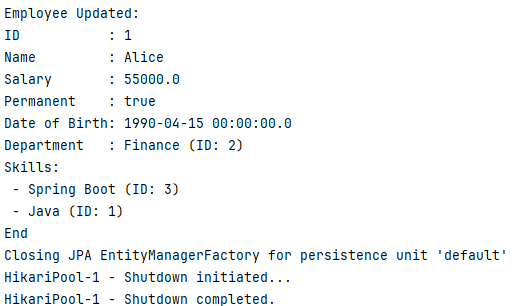 Employee Updated:
ID           : 1
Name         : Alice
Salary       : 55000.0
Permanent    : true
Date of Birth: 1990-04-15 00:00:00.0
Department   : Finance (ID: 2)
Skills:
 - Spring Boot (ID: 3)
 - Java (ID: 1)
End
Closing JPA EntityManagerFactory for persistence unit 'default'
HikariPool-1 - Shutdown initiated...
HikariPool-1 - Shutdown completed.